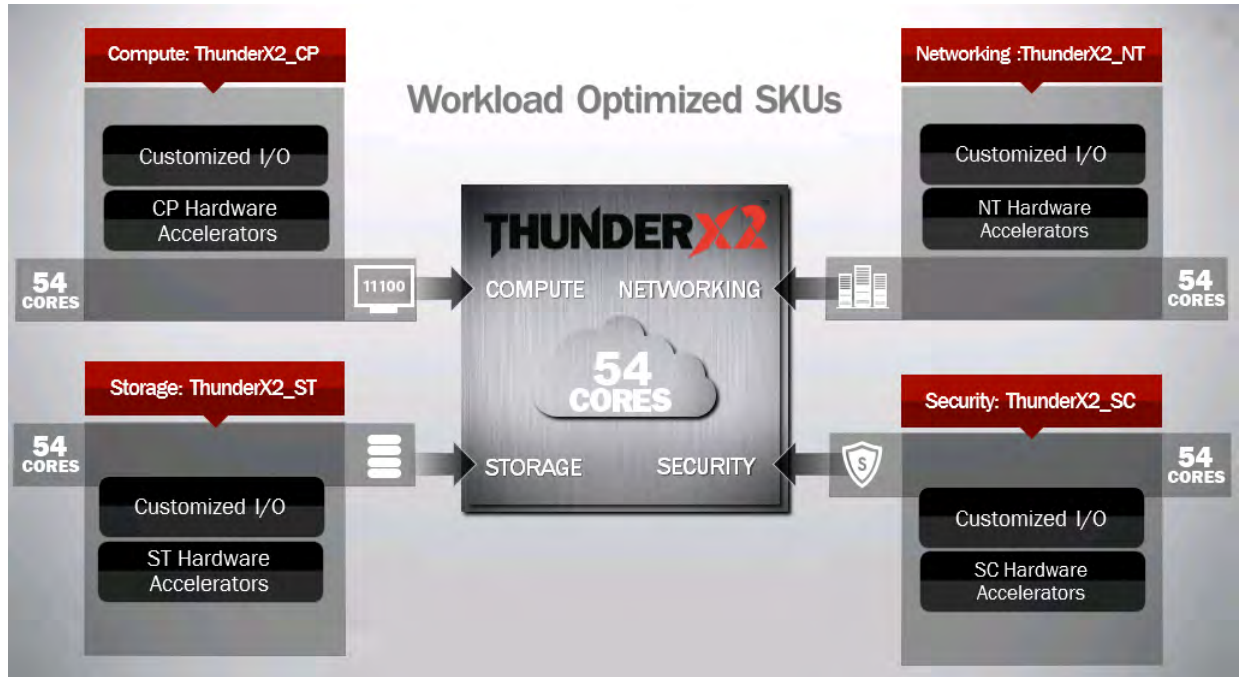 Compute: ThunderX2_CP
Customized I/O
CP Hardware
Accelerators
54
CORES
11100
Storage: ThunderX2_ST
54
CORES
Customized I/O
ST Hardware
Accelerators
Workload Optimized SKUs
THUNDERX2
COMPUTE NETWORKING
54
CORES
STORAGE SECURITY
Networking :ThunderX2_NT
Customized I/O
NT Hardware
Accelerators
54
CORES
Security: ThunderX2_SC
S
54
CORES
Customized I/O
SC Hardware
Accelerators